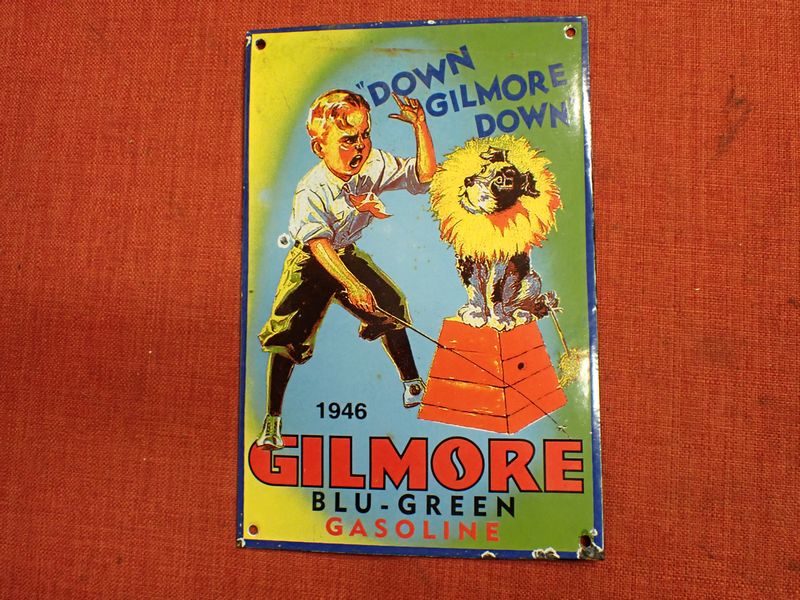 "DOWN
GILMORE
DOWN
1946
GILMORE
BLU-GREEN
GASOLINE